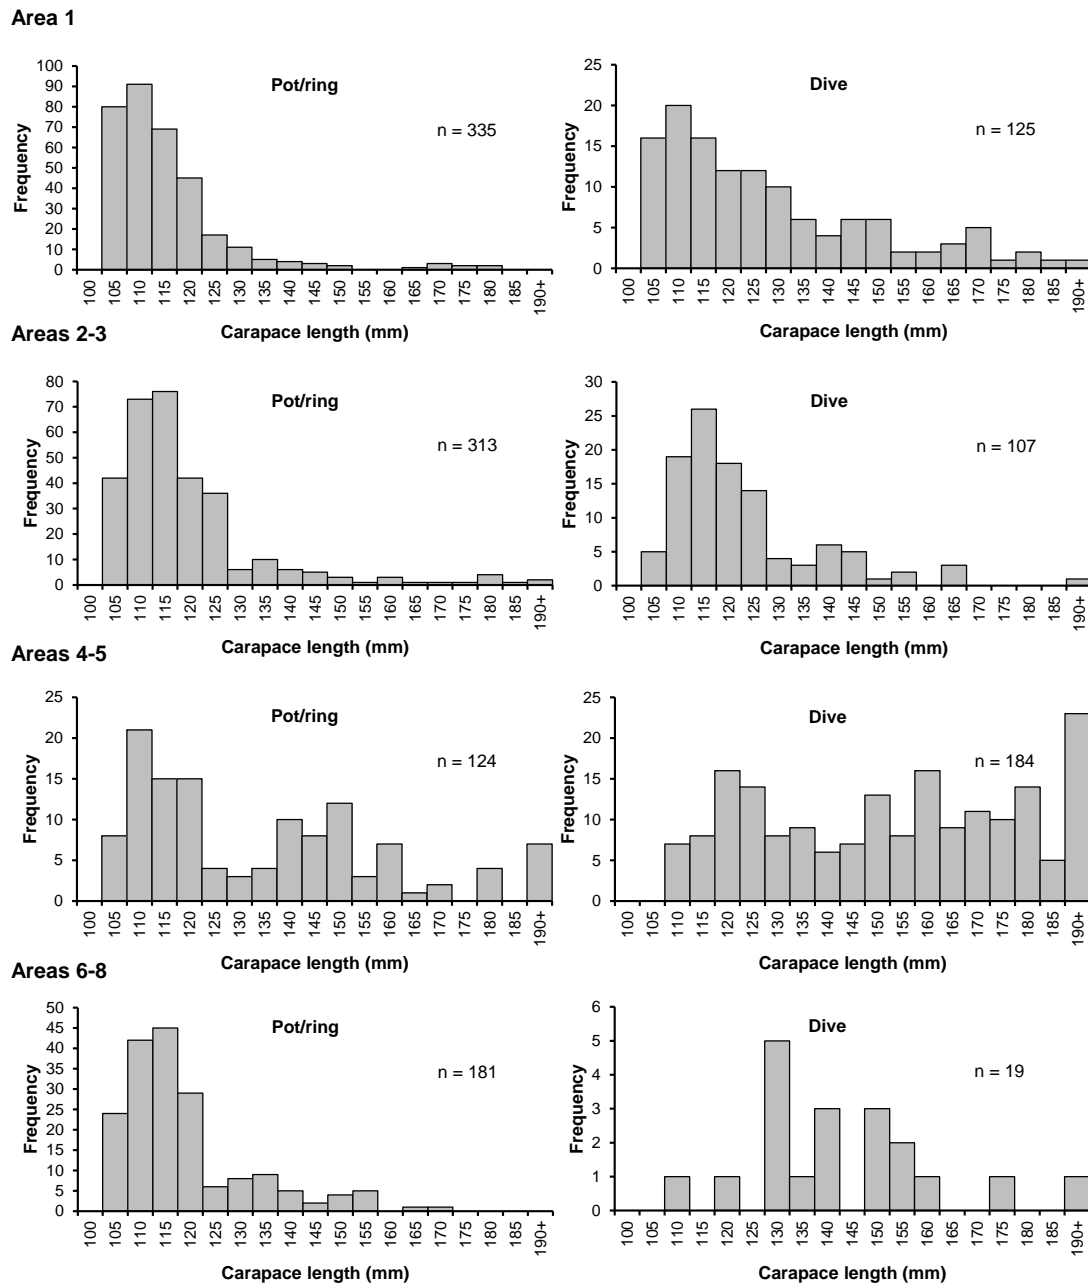 Area 1
Pot/ring
n = 335
Frequency
100
90
80
70
60
50
40
30
20
10
0
100 105 110 115 120 125 130 135 140 145 150 155 160 165 170 175 180 185 190+
Carapace length (mm)
Dive
n = 125
Frequency
25
20
15
10
5
0
100 105 110 115 120 125 130 135 140 145 150 155 160 165 170 175 180 185 190+
Carapace length (mm)
Areas 2-3
Pot/ring
n = 313
Frequency
80
70
60
50
40
30
20
10
0
100 105 110 115 120 125 130 135 140 145 150 155 160 165 170 175 180 185 190+
Carapace length (mm)
Dive
n = 107
Frequency
30
25
20
15
10
5
0
100 105 110 115 120 125 130 135 140 145 150 155 160 165 170 175 180 185 190+
Carapace length (mm)
Areas 4-5
Pot/ring
n = 124
Frequency
25
20
15
10
5
0
100 105 110 115 120 125 130 135 140 145 150 155 160 165 170 175 180 185 190+
Carapace length (mm)
Dive
n = 184
Frequency
25
20
15
10
5
0
100 105 110 115 120 125 130 135 140 145 150 155 160 165 170 175 180 185 190+
Carapace length (mm)
Areas 6-8
Pot/ring
n = 181
Frequency
50
45
40
35
30
25
20
15
10
5
0
100 105 110 115 120 125 130 135 140 145 150 155 160 165 170 175 180 185 190+
Carapace length (mm)
Dive
n = 19
Frequency
6
5
4
3
2
1
0
100 105 110 115 120 125 130 135 140 145 150 155 160 165 170 175 180 185 190+
Carapace length (mm)